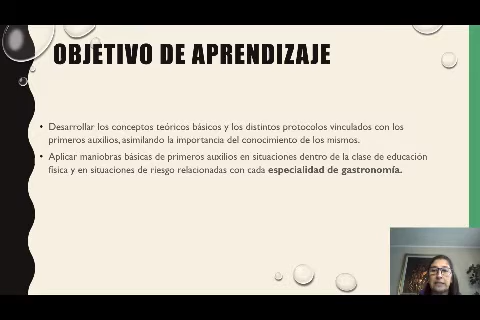 OBJETIVO DE APRENDIZAJE
• Desarrollar los conceptos teóricos básicos y los distintos protocolos vinculados con los
primeros auxilios, asimilando la importancia del conocimiento de los mismos.
• Aplicar maniobras básicas de primeros auxilios en situaciones dentro de la clase de educación
física y en situaciones de riesgo relacionadas con cada especialidad de gastronomía.